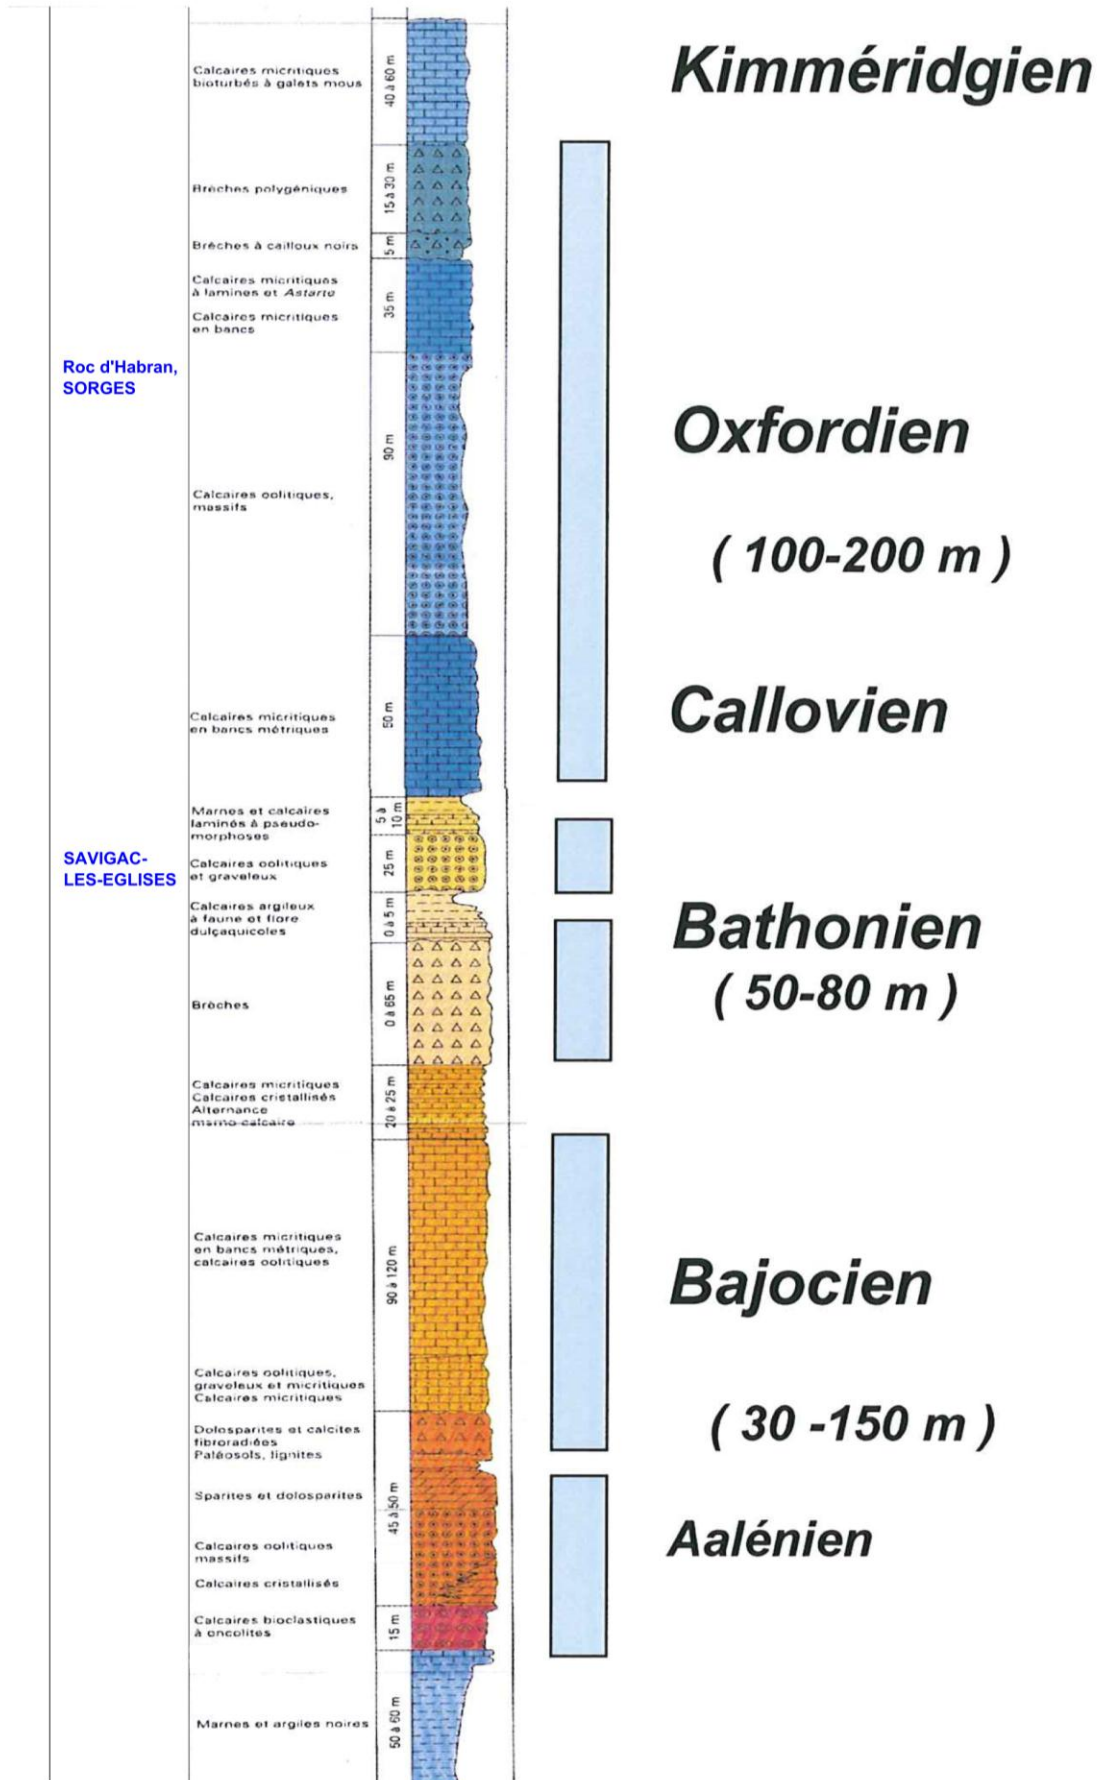 Kimméridgien
Calcaires micritiques
bioturbés à galets mous
40 à 60 m
Brèches polygéniques
15 à 30 m
Brèches à cailloux noirs
5 m
Calcaires micritiques
à lamines et Astarte
Calcaires micritiques
en bancs
35 m
Roc d'Habran,
SORGES
Oxfordien
90 m
Calcaires oolitiques,
massifs
( 100-200 m )
Callovien
Calcaires micritiques
en bancs métriques
50 m
Marnes et calcaires
laminés à pseudo-
morphoses
5 à
10 m
SAVIGAC-
LES-EGLISES
Calcaires oolitiques
et graveleux
25 m
Calcaires argileux
à faune et flore
dulçaquicoles
0 à 5 m
Bathonien
( 50-80 m )
Brèches
0 à 65 m
Calcaires micritiques
Calcaires cristallisés
Alternance
marno-calcaire
20 à 25 m
Calcaires micritiques
en bancs métriques,
calcaires oolitiques
90 à 120 m
Bajocien
Calcaires oolitiques,
graveleux et micritiques
Calcaires micritiques
( 30 -150 m )
Dolosparites et calcites
fibroradiées
Paléosols, lignites
Sparites et dolosparites
45 à 50 m
Aalénien
Calcaires oolitiques
massifs
Calcaires cristallisés
Calcaires bioclastiques
à oncolites
15 m
Marnes et argiles noires
50 à 60 m